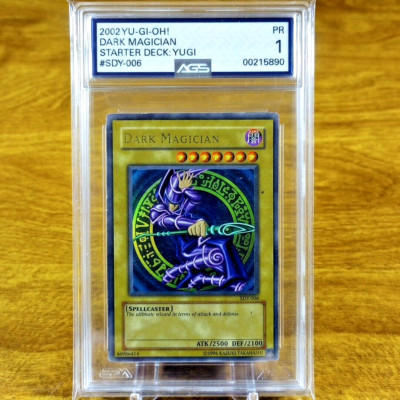 2002 YU-GI-OH!
PR
DARK MAGICIAN
1
STARTER DECK: YUGI
#SDY-006
AGS
00215890
DARK MAGICIAN
SDY-006
[SPELLCASTER]
The ultimate wizard in terms of attack and defense.
ATK/2500 DEF/2100
©1996 KAZUKI TAKAHASHI